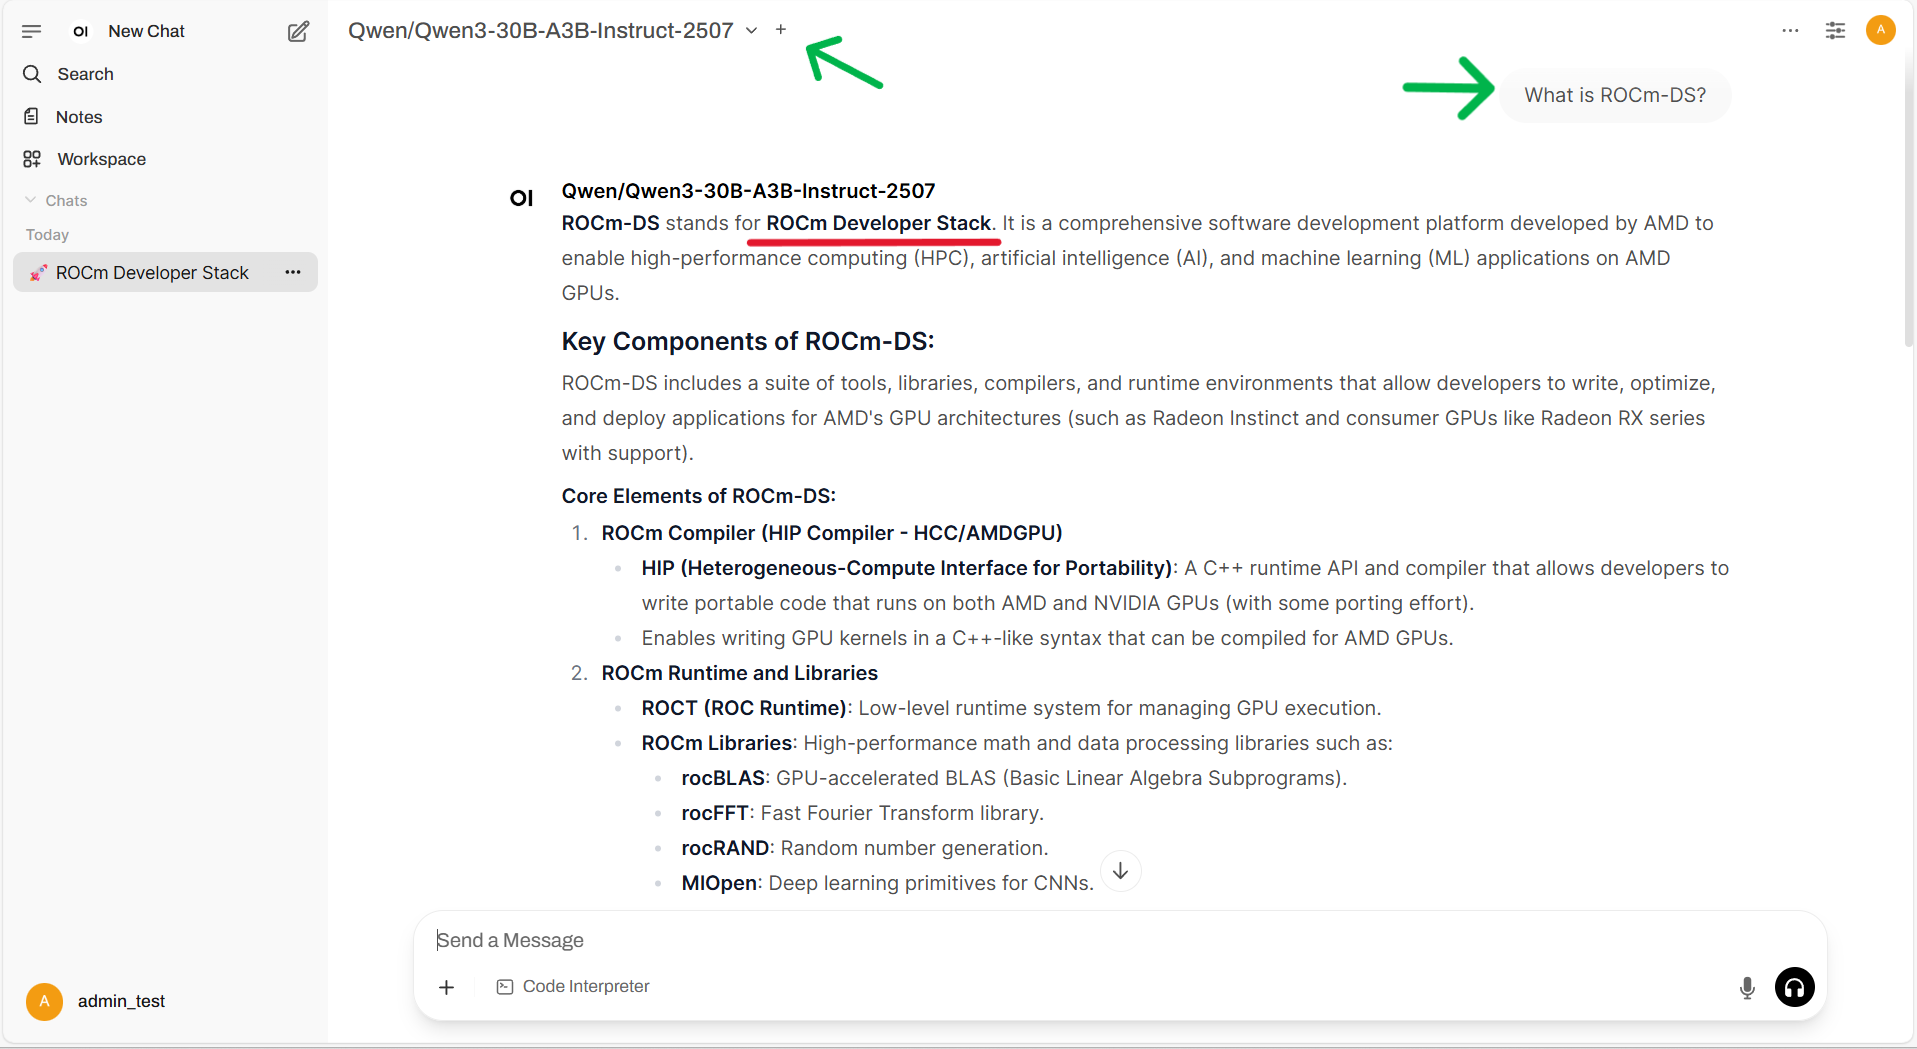 OI New Chat
Search
Notes
Workspace
Chats
Today
🚀 ROCm Developer Stack
A admin_test
Qwen/Qwen3-30B-A3B-Instruct-2507
A
What is ROCm-DS?
OI Qwen/Qwen3-30B-A3B-Instruct-2507
ROCm-DS stands for ROCm Developer Stack. It is a comprehensive software development platform developed by AMD to
enable high-performance computing (HPC), artificial intelligence (AI), and machine learning (ML) applications on AMD
GPUs.
Key Components of ROCm-DS:
ROCm-DS includes a suite of tools, libraries, compilers, and runtime environments that allow developers to write, optimize,
and deploy applications for AMD's GPU architectures (such as Radeon Instinct and consumer GPUs like Radeon RX series
with support).
Core Elements of ROCm-DS:
1. ROCm Compiler (HIP Compiler - HCC/AMDGPU)
• HIP (Heterogeneous-Compute Interface for Portability): A C++ runtime API and compiler that allows developers to
write portable code that runs on both AMD and NVIDIA GPUs (with some porting effort).
• Enables writing GPU kernels in a C++-like syntax that can be compiled for AMD GPUs.
2. ROCm Runtime and Libraries
• ROCT (ROC Runtime): Low-level runtime system for managing GPU execution.
• ROCm Libraries: High-performance math and data processing libraries such as:
• rocBLAS: GPU-accelerated BLAS (Basic Linear Algebra Subprograms).
• rocFFT: Fast Fourier Transform library.
• rocRAND: Random number generation.
• MIOpen: Deep learning primitives for CNNs.
Send a Message
Code Interpreter